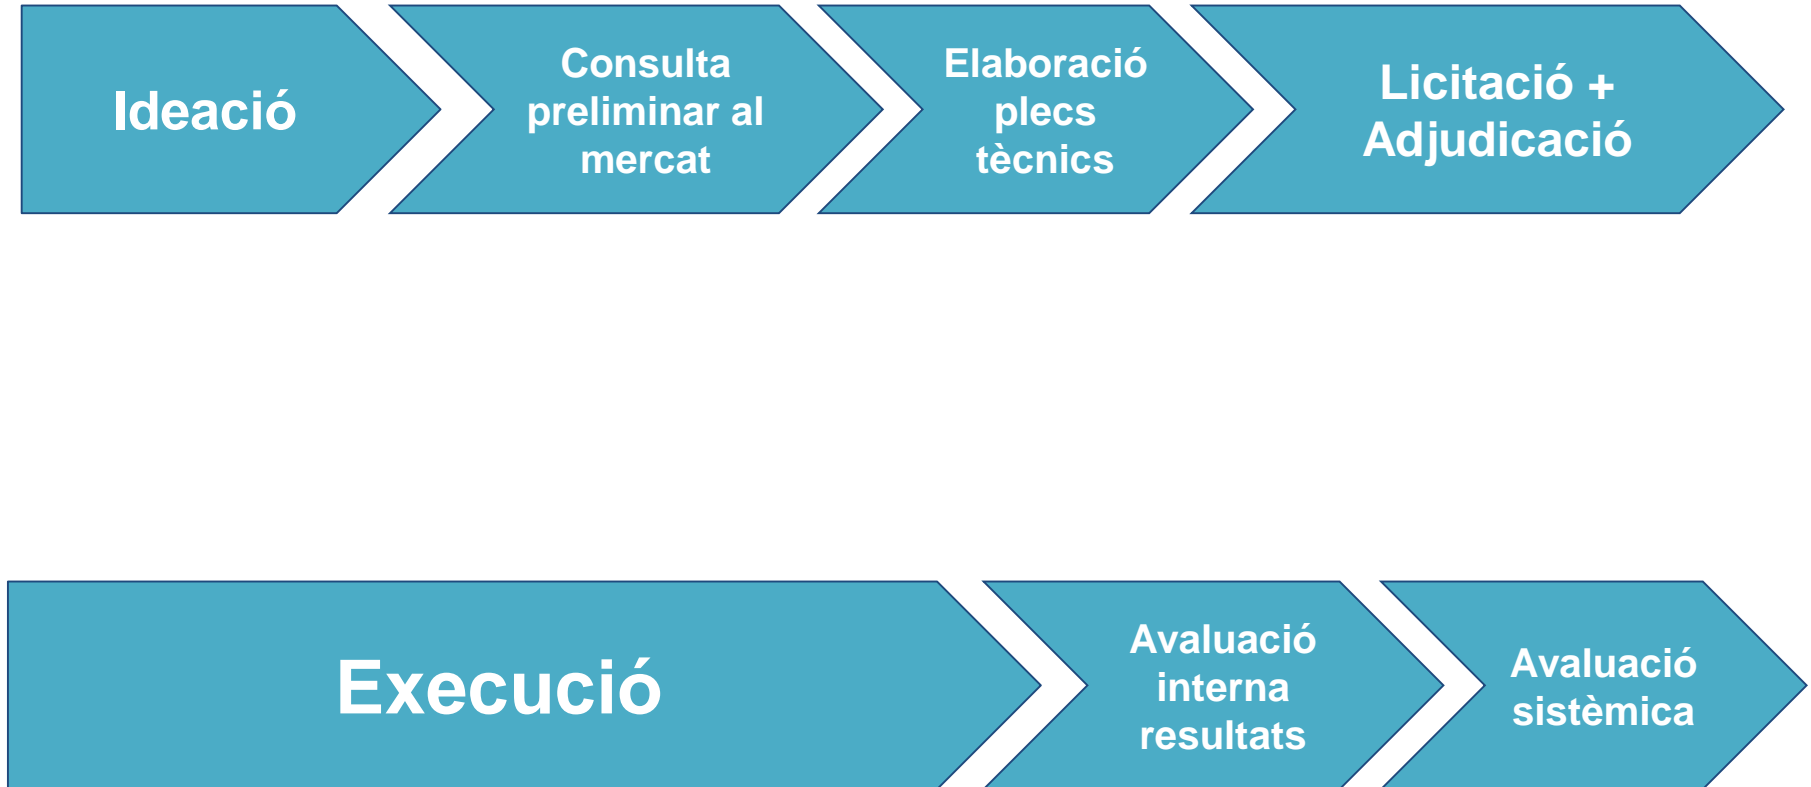 Ideació
Consulta
preliminar al
mercat
Elaboració
plecs
tècnics
Licitació +
Adjudicació
Execució
Avaluació
interna
resultats
Avaluació
sistèmica